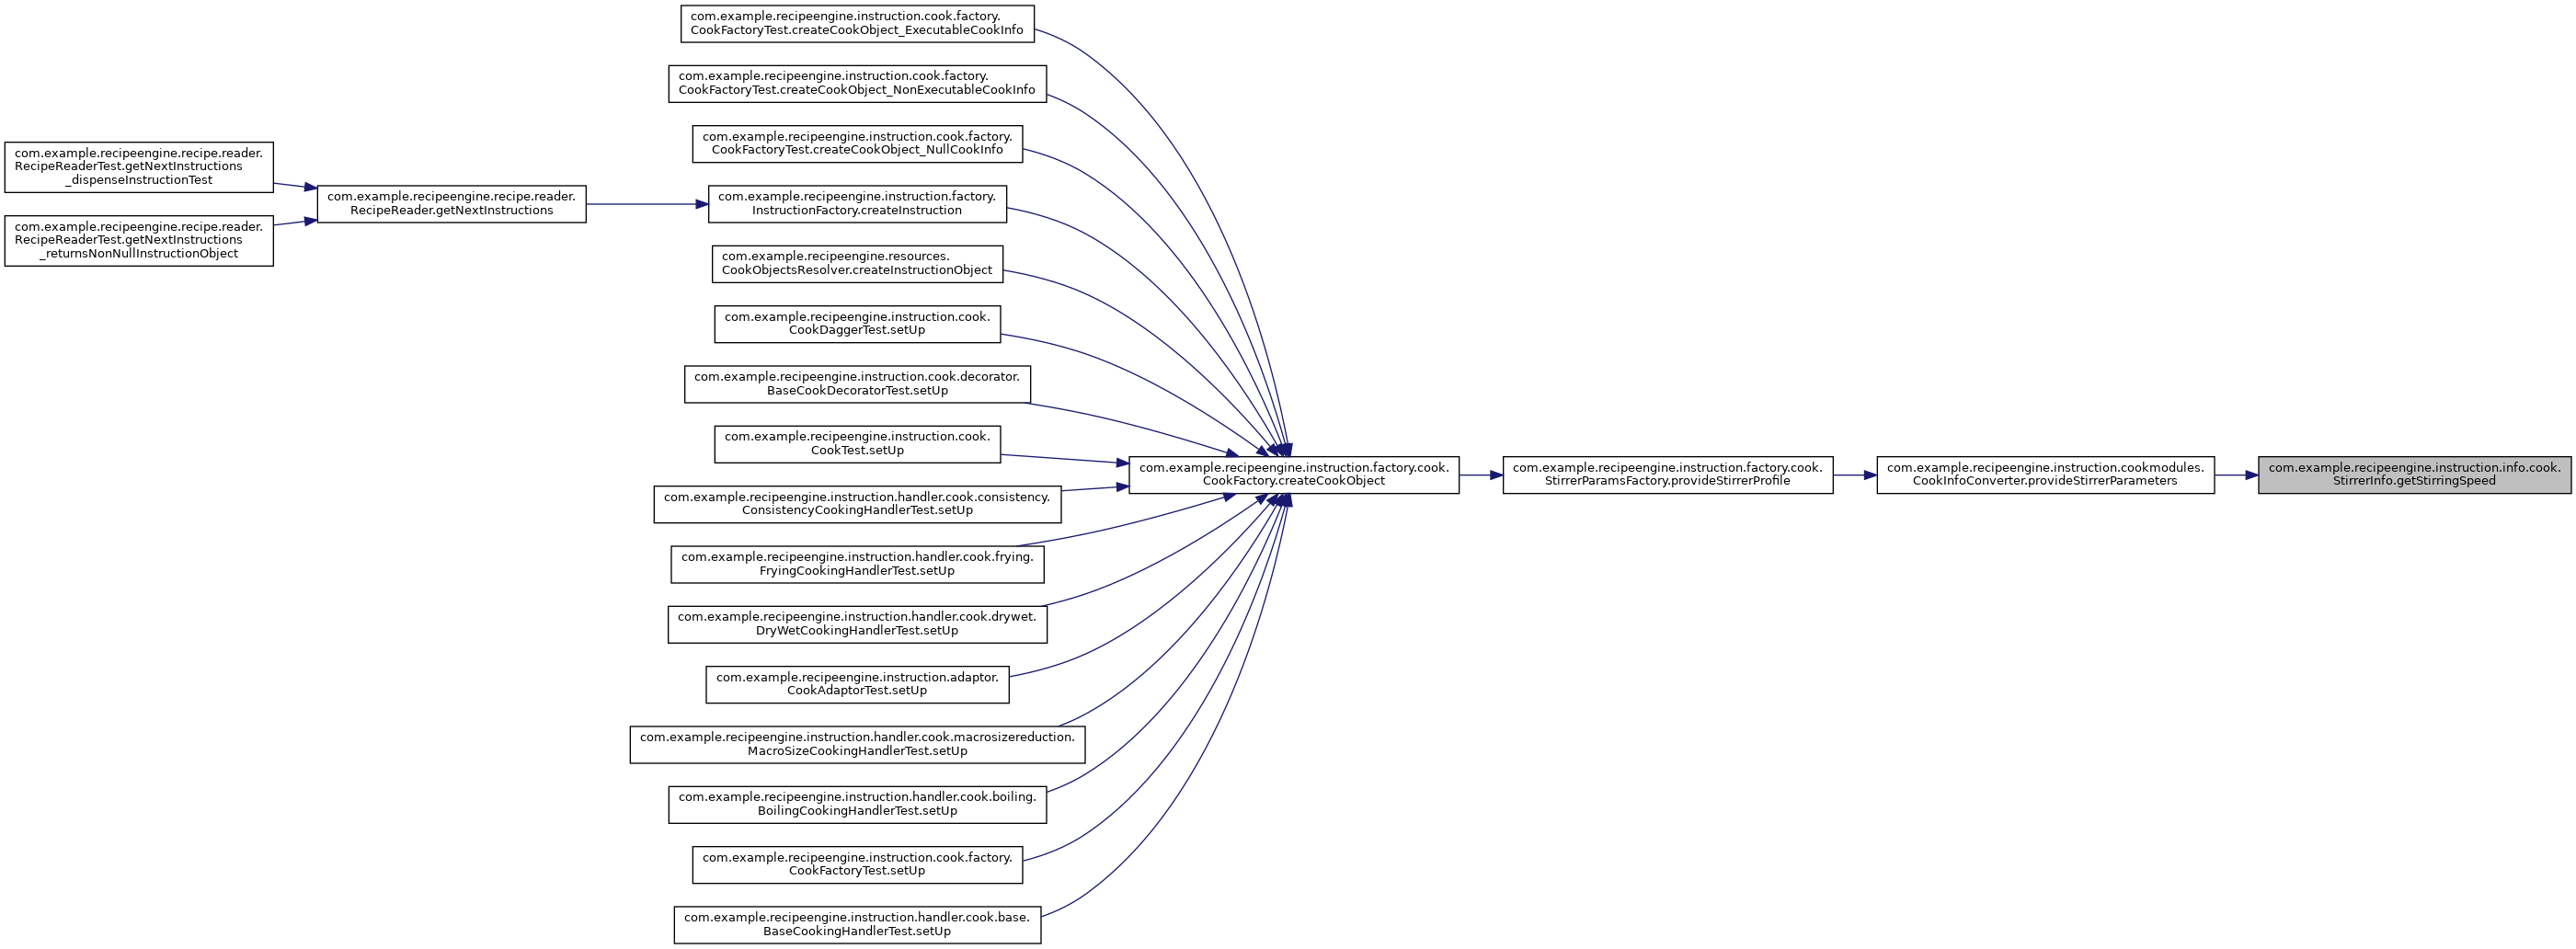 com.example.recipeengine.recipe.reader.
RecipeReaderTest.getNextInstructions
_dispenseInstructionTest
com.example.recipeengine.recipe.reader.
RecipeReaderTest.getNextInstructions
_returnsNonNullInstructionObject
com.example.recipeengine.recipe.reader.
RecipeReader.getNextInstructions
com.example.recipeengine.instruction.cook.factory.
CookFactoryTest.createCookObject_ExecutableCookInfo
com.example.recipeengine.instruction.cook.factory.
CookFactoryTest.createCookObject_NonExecutableCookInfo
com.example.recipeengine.instruction.cook.factory.
CookFactoryTest.createCookObject_NullCookInfo
com.example.recipeengine.instruction.factory.
InstructionFactory.createInstruction
com.example.recipeengine.resources.
CookObjectsResolver.createInstructionObject
com.example.recipeengine.instruction.cook.
CookDaggerTest.setUp
com.example.recipeengine.instruction.cook.decorator.
BaseCookDecoratorTest.setUp
com.example.recipeengine.instruction.cook.
CookTest.setUp
com.example.recipeengine.instruction.handler.cook.consistency.
ConsistencyCookingHandlerTest.setUp
com.example.recipeengine.instruction.handler.cook.frying.
FryingCookingHandlerTest.setUp
com.example.recipeengine.instruction.handler.cook.drywet.
DryWetCookingHandlerTest.setUp
com.example.recipeengine.instruction.adaptor.
CookAdaptorTest.setUp
com.example.recipeengine.instruction.handler.cook.macrosizereduction.
MacroSizeCookingHandlerTest.setUp
com.example.recipeengine.instruction.handler.cook.boiling.
BoilingCookingHandlerTest.setUp
com.example.recipeengine.instruction.cook.factory.
CookFactoryTest.setUp
com.example.recipeengine.instruction.handler.cook.base.
BaseCookingHandlerTest.setUp
com.example.recipeengine.instruction.factory.cook.
CookFactory.createCookObject
com.example.recipeengine.instruction.factory.cook.
StirrerParamsFactory.provideStirrerProfile
com.example.recipeengine.instruction.cookmodules.
CookInfoConverter.provideStirrerParameters
com.example.recipeengine.instruction.info.cook.
StirrerInfo.getStirringSpeed